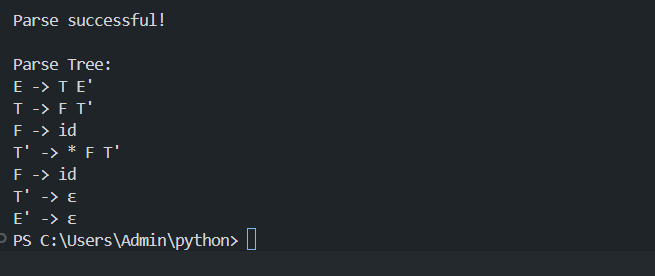 Parse successful!
Parse Tree:
E -> T E'
T -> F T'
F -> id
T' -> * F T'
F -> id
T' -> ε
E' -> ε
PS C:\Users\Admin\python>